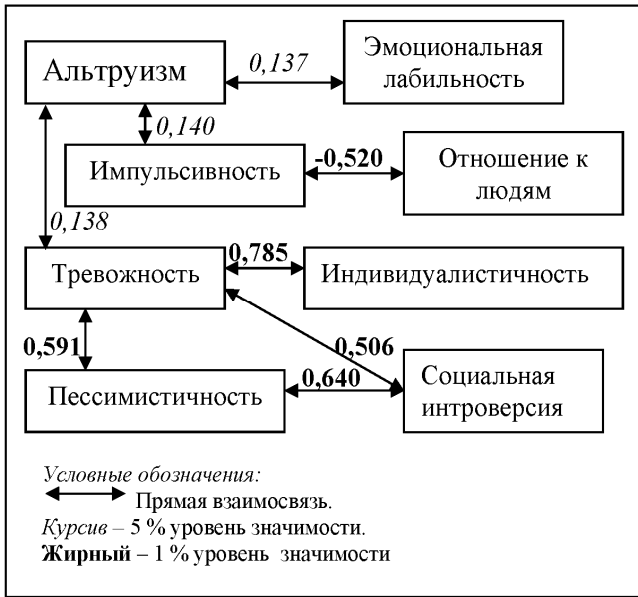 Альтруизм
0,137
Эмоциональная
лабильность
0,140
Импульсивность
-0,520
Отношение к
людям
0,138
Тревожность
0,785
Индивидуалистичность
0,591
0,506
Пессимистичность
0,640
Социальная
интроверсия
Условные обозначения:
Прямая взаимосвязь.
Курсив – 5 % уровень значимости.
Жирный – 1 % уровень значимости